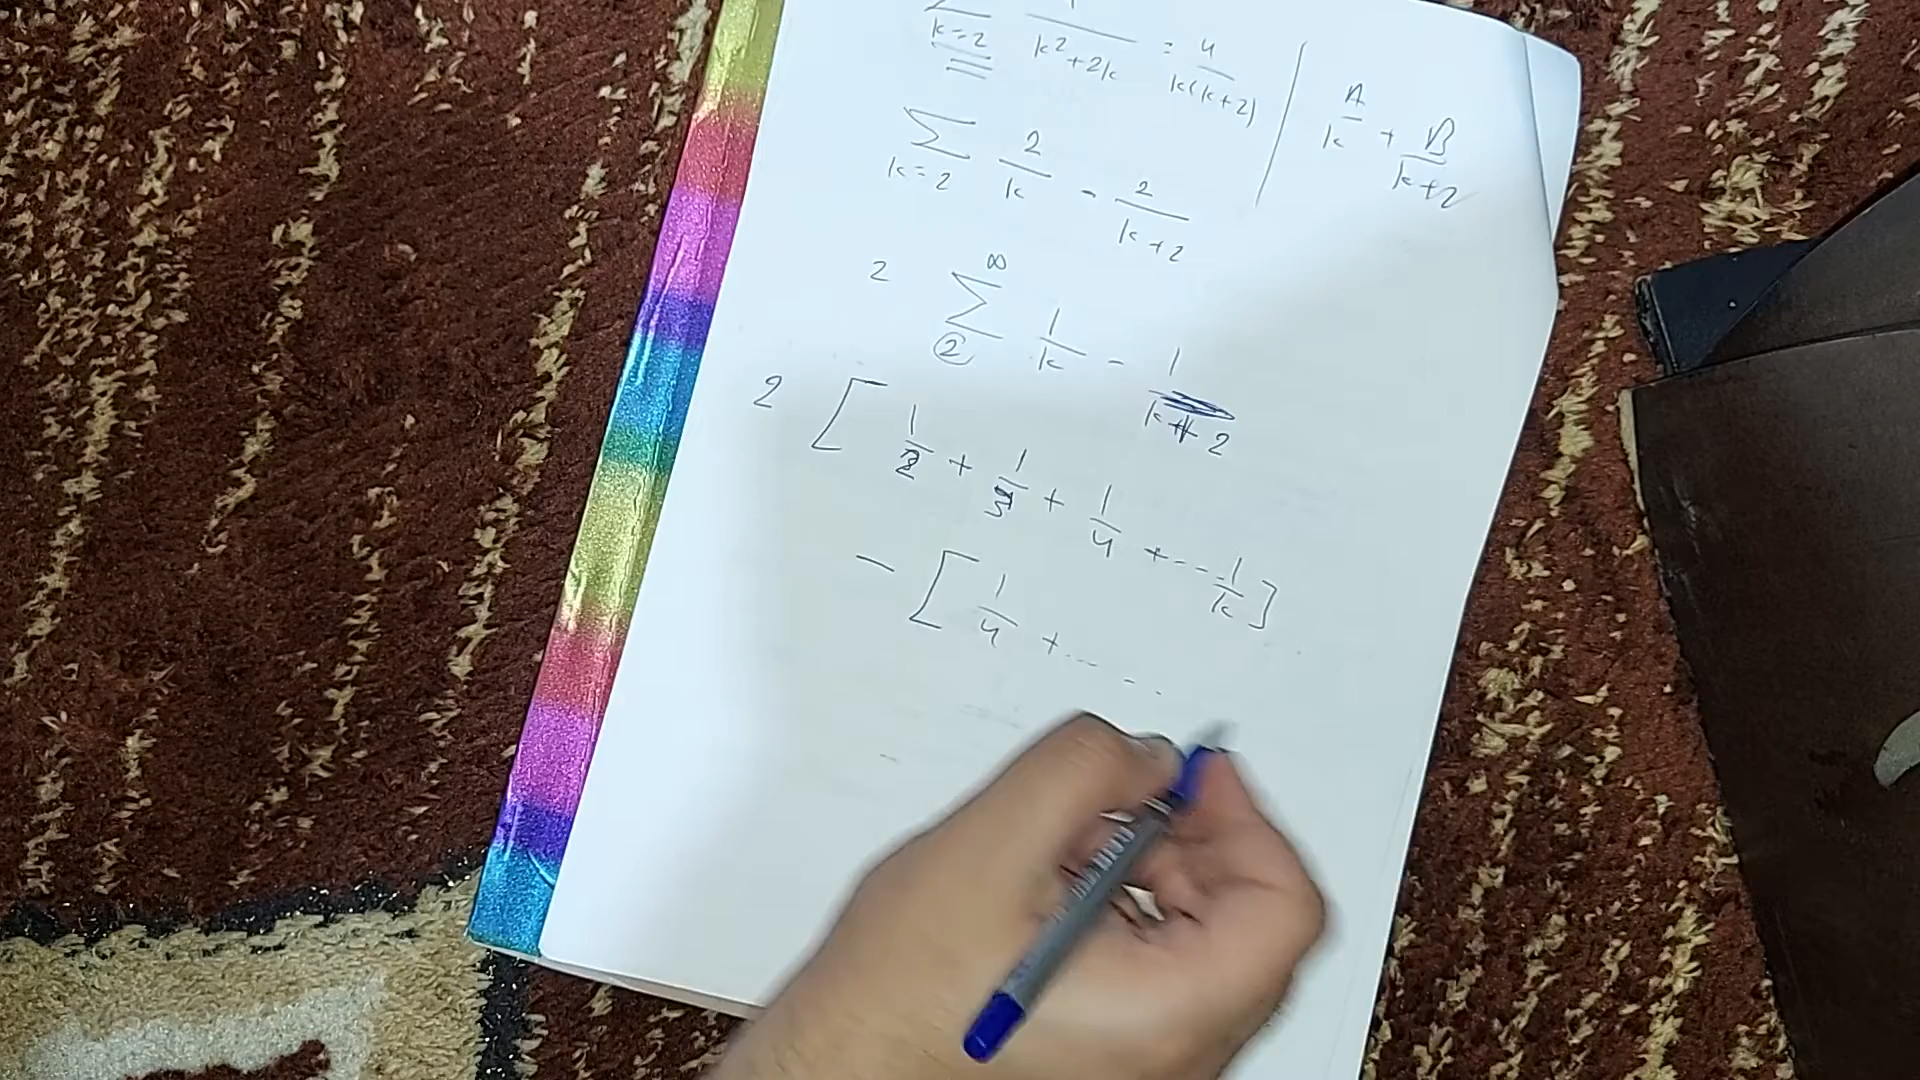 Σ k=2 / k²+2k = 4 / k(k+2) | A/k + B/k+2
Σ k=2 2/k - 2/k+2
2 Σ ∞ 2 1/k - 1/k+2
2 [ 1/2 + 1/3 + 1/4 + --- 1/k ]
- [ 1/4 + --- - -